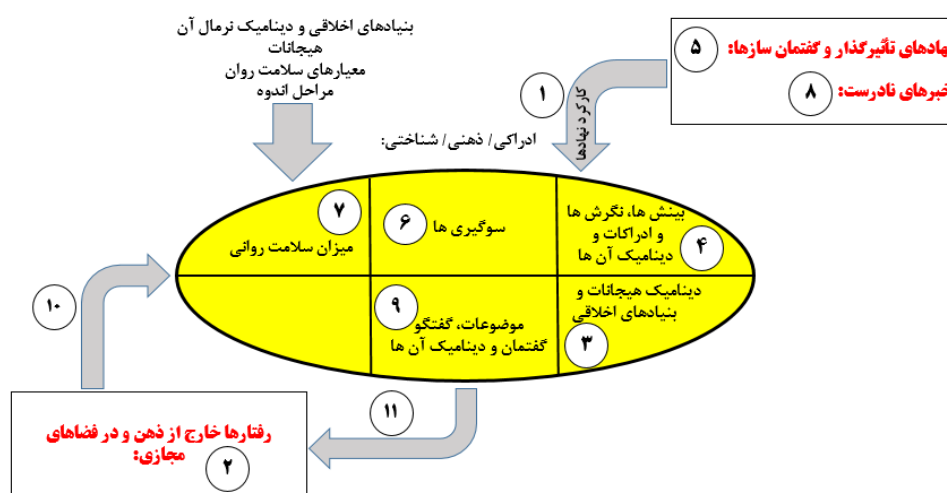 بنیادهای اخلاقی و دینامیک نرمال آن
هیجانات
معیارهای سلامت روان
مراحل اندوه
نهادهای تأثیرگذار و گفتمان سازها: ۵
خبرهای نادرست: ۸
۱
کارکرد نهادها
ادراکی/ ذهنی/ شناختی:
بینش ها، نگرش ها
و ادراکات و
دینامیک آن ها
۴
سوگیری ها
۶
۷
میزان سلامت روانی
دینامیک هیجانات و
بنیادهای اخلاقی
۳
۹
موضوعات، گفتگو
گفتمان و دینامیک آن ها
۱۰
۱۱
رفتارها خارج از ذهن و در فضاهای
مجازی:
۲